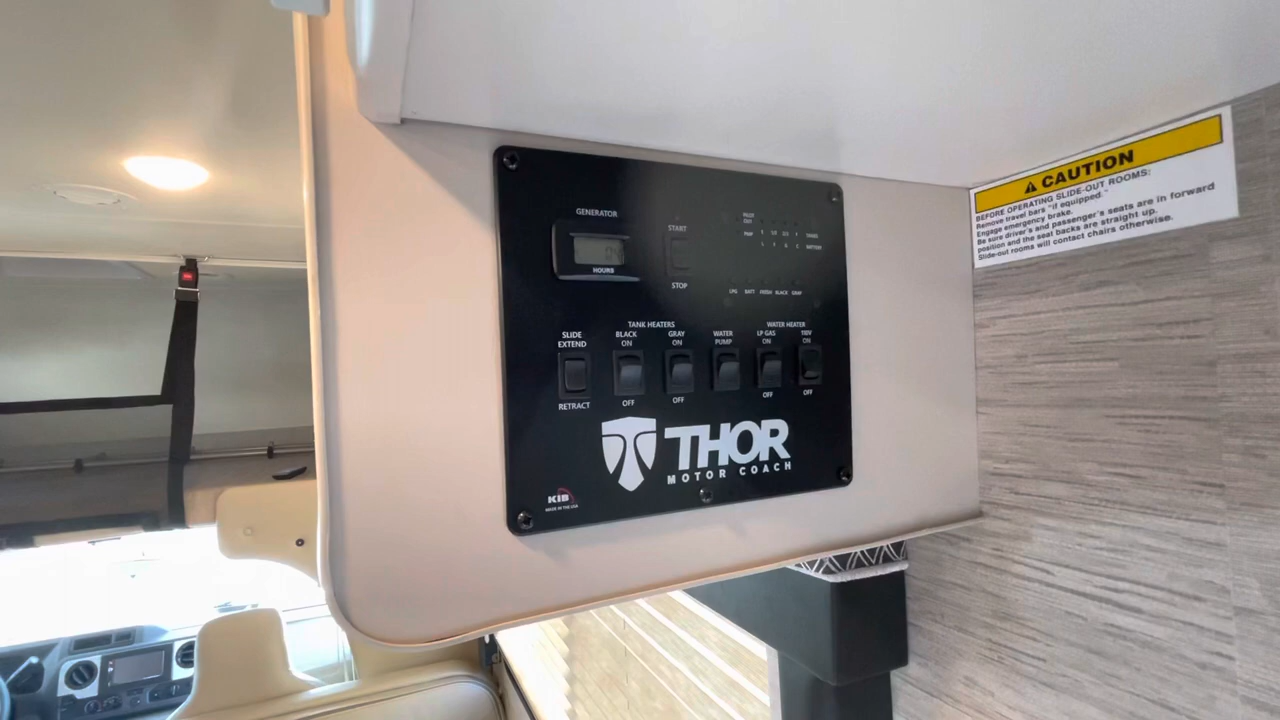 GENERATOR
HOURS
START
STOP
LPG BATT FRESH BLACK GRAY
TANK HEATERS
WATER HEATER
SLIDE
EXTEND
RETRACT
BLACK
ON
OFF
GRAY
ON
OFF
WATER
PUMP
LP GAS
ON
OFF
110V
ON
OFF
THOR
MOTOR COACH
KIB
MADE IN THE USA
CAUTION
BEFORE OPERATING SLIDE-OUT ROOMS:
Remove travel bars "if equipped."
Engage emergency brake.
Be sure driver's and passenger's seats are in forward
position and the seat backs are straight up.
Slide-out rooms will contact chairs otherwise.